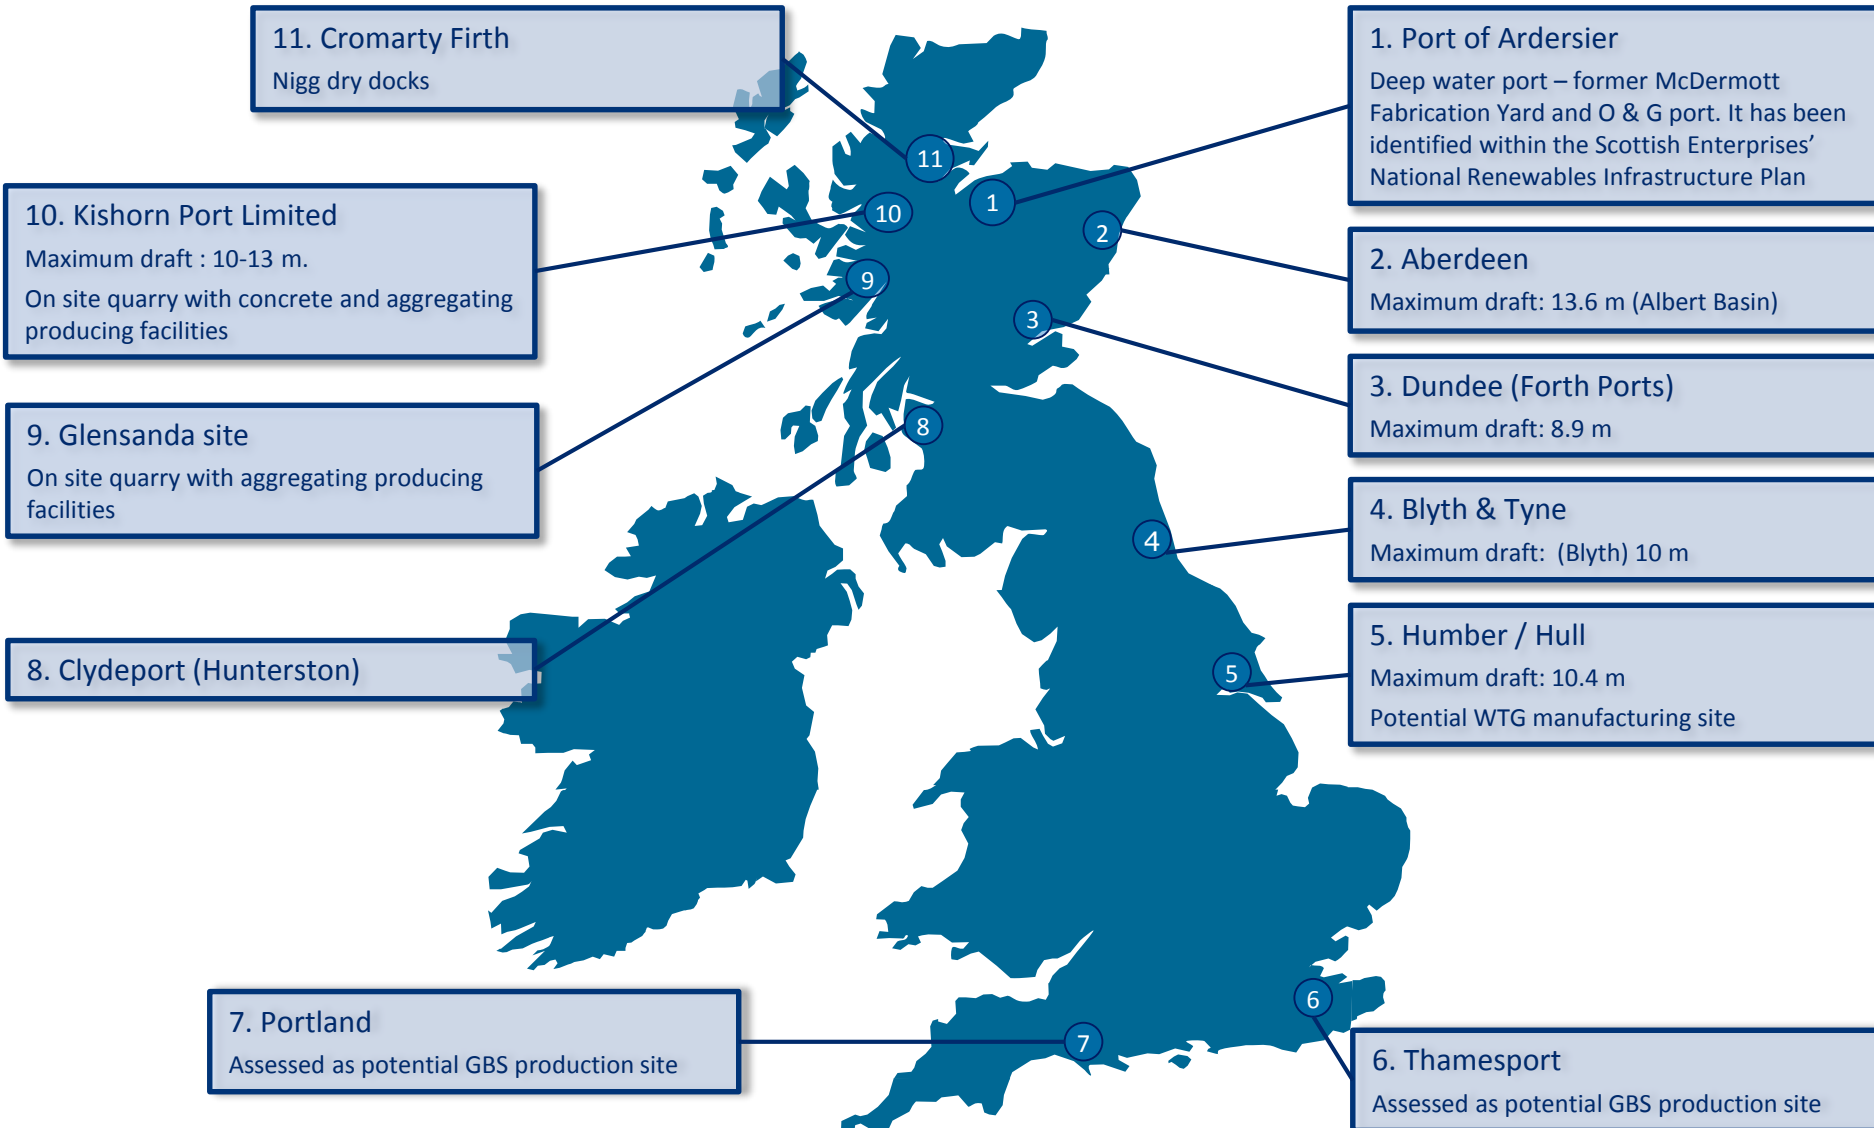 11. Cromarty Firth
Nigg dry docks
1. Port of Ardersier
Deep water port – former McDermott
Fabrication Yard and O & G port. It has been
identified within the Scottish Enterprises’
National Renewables Infrastructure Plan
10. Kishorn Port Limited
Maximum draft : 10-13 m.
On site quarry with concrete and aggregating
producing facilities
2. Aberdeen
Maximum draft: 13.6 m (Albert Basin)
3. Dundee (Forth Ports)
Maximum draft: 8.9 m
9. Glensanda site
On site quarry with aggregating producing
facilities
4. Blyth & Tyne
Maximum draft: (Blyth) 10 m
8. Clydeport (Hunterston)
5. Humber / Hull
Maximum draft: 10.4 m
Potential WTG manufacturing site
7. Portland
Assessed as potential GBS production site
6. Thamesport
Assessed as potential GBS production site
11
10
1
2
9
3
8
4
5
6
7